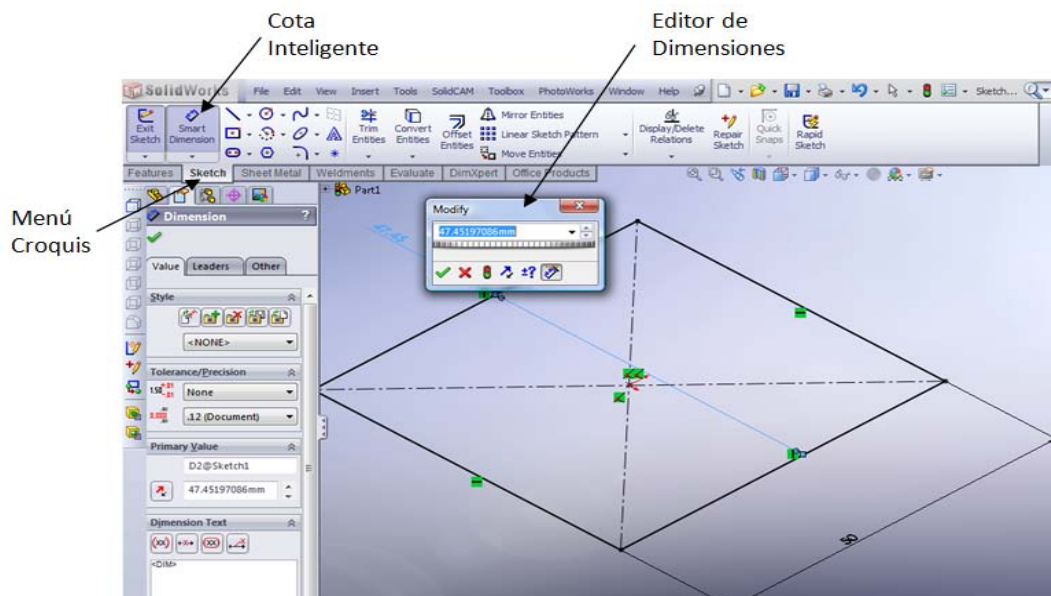 Cota
Inteligente
Editor de
Dimensiones
Menú
Croquis
SolidWorks File Edit View Insert Tools SolidCAM Toolbox PhotoWorks Window Help Sketch...
Exit
Sketch
Smart
Dimension
Trim
Entities
Convert
Entities
Offset
Entities
Mirror Entities
Linear Sketch Pattern
Move Entities
Display/Delete
Relations
Repair
Sketch
Quick
Snaps
Rapid
Sketch
Features Sketch Sheet Metal Weldments Evaluate DimXpert Office Products
Part1
Dimension ?
Value Leaders Other
Style
<NONE>
Tolerance/Precision
None
.12 (Document)
Primary Value
D2@Sketch1
47.45197086mm
Dimension Text
<DIM>
Modify
47.45197086mm
±?
47.45
50